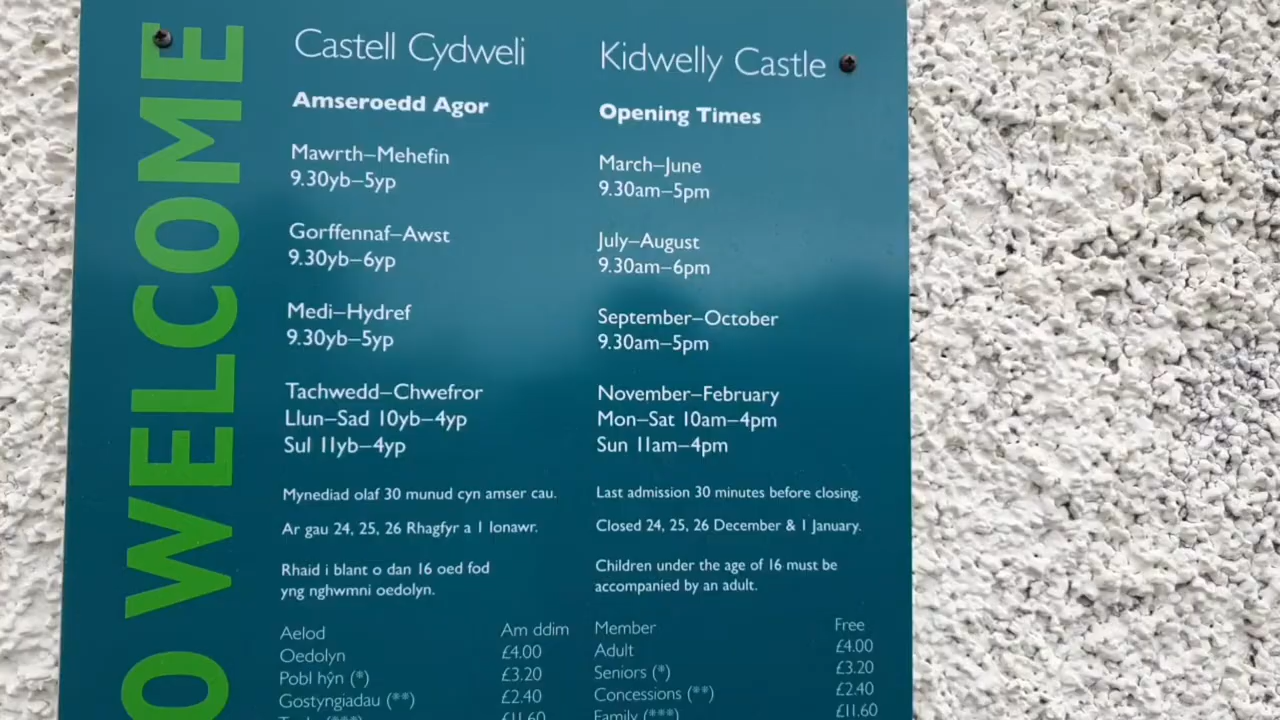 O WELCOME
Castell Cydweli
Amseroedd Agor
Mawrth–Mehefin
9.30yb–5yp
Gorffennaf–Awst
9.30yb–6yp
Medi–Hydref
9.30yb–5yp
Tachwedd–Chwefror
Llun–Sad 10yb–4yp
Sul 11yb–4yp
Mynediad olaf 30 munud cyn amser cau.
Ar gau 24, 25, 26 Rhagfyr a 1 Ionawr.
Rhaid i blant o dan 16 oed fod
yng nghwmni oedolyn.
Aelod Am ddim
Oedolyn £4.00
Pobl hŷn (*) £3.20
Gostyngiadau (**) £2.40
(***) £11.60
Kidwelly Castle
Opening Times
March–June
9.30am–5pm
July–August
9.30am–6pm
September–October
9.30am–5pm
November–February
Mon–Sat 10am–4pm
Sun 11am–4pm
Last admission 30 minutes before closing.
Closed 24, 25, 26 December & 1 January.
Children under the age of 16 must be
accompanied by an adult.
Member Free
Adult £4.00
Seniors (*) £3.20
Concessions (**) £2.40
Family (***) £11.60